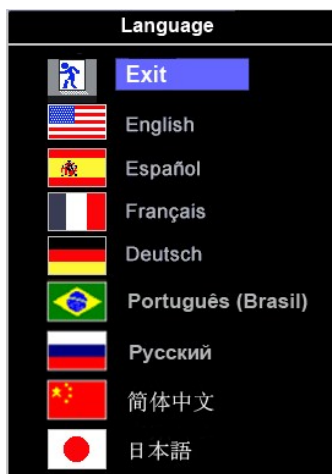 Language
Exit
English
Español
Français
Deutsch
Português (Brasil)
Русский
简体中文
日本語